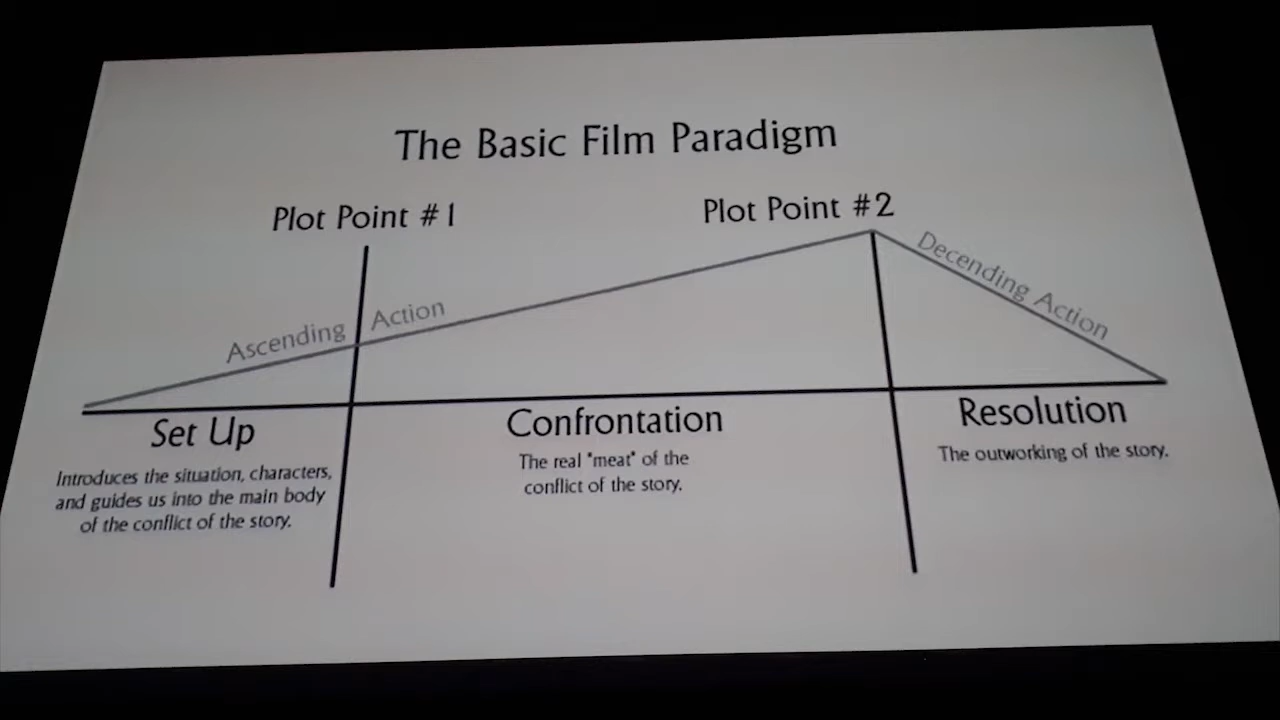 The Basic Film Paradigm
Plot Point #1
Plot Point #2
Ascending Action
Decending Action
Set Up
Introduces the situation, characters,
and guides us into the main body
of the conflict of the story.
Confrontation
The real "meat" of the
conflict of the story.
Resolution
The outworking of the story.